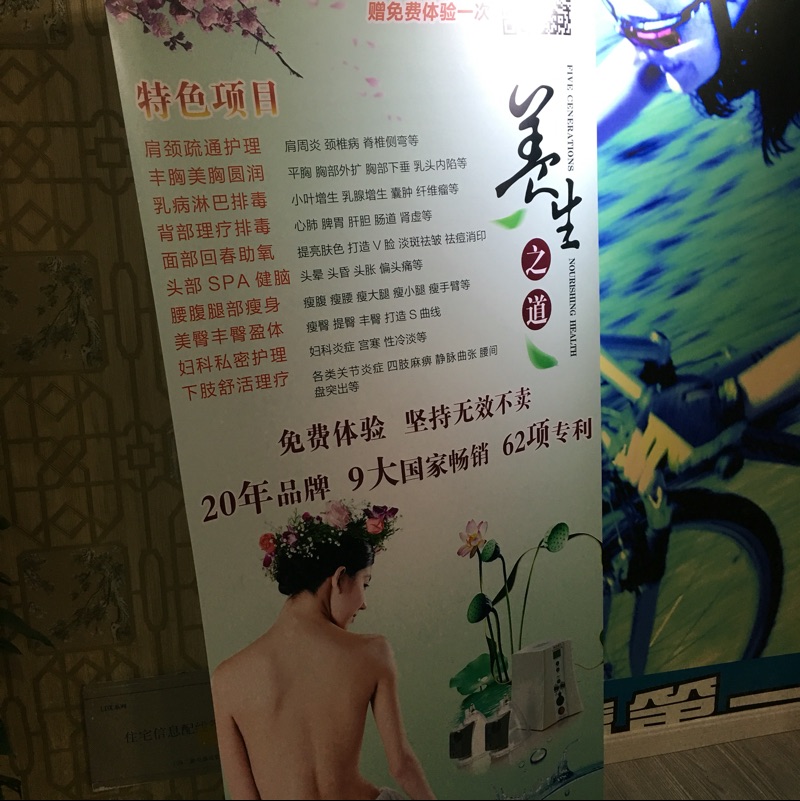 赠免费体验一次
特色项目
肩颈疏通护理 肩周炎 颈椎病 脊椎侧弯等
丰胸美胸圆润 平胸 胸部外扩 胸部下垂 乳头内陷等
乳病淋巴排毒 小叶增生 乳腺增生 囊肿 纤维瘤等
背部理疗排毒 心肺 脾胃 肝胆 肠道 肾虚等
面部回春助氧 提亮肤色 打造V脸 淡斑祛皱 祛痘消印
头部SPA健脑 头晕 头昏 头胀 偏头痛等
腰腹腿部瘦身 瘦腹 瘦腰 瘦大腿 瘦小腿 瘦手臂等
美臀丰臀盈体 瘦臀 提臀 丰臀 打造S曲线
妇科私密护理 妇科炎症 宫寒 性冷淡等
下肢舒活理疗 各类关节炎症 四肢麻痹 静脉曲张 腰间
盘突出等
养生之道
FIVE GENERATIONS
NOURISHING HEALTH
免费体验 坚持无效不卖
20年品牌 9大国家畅销 62项专利
住宅信息配
第一